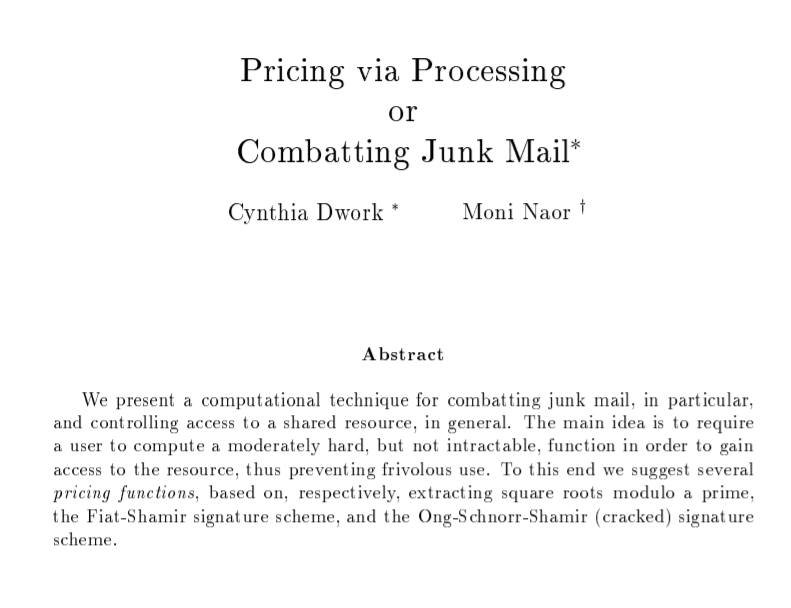 Pricing via Processing
or
Combatting Junk Mail*
Cynthia Dwork * Moni Naor †
Abstract
We present a computational technique for combatting junk mail, in particular,
and controlling access to a shared resource, in general. The main idea is to require
a user to compute a moderately hard, but not intractable, function in order to gain
access to the resource, thus preventing frivolous use. To this end we suggest several
pricing functions, based on, respectively, extracting square roots modulo a prime,
the Fiat-Shamir signature scheme, and the Ong-Schnorr-Shamir (cracked) signature
scheme.